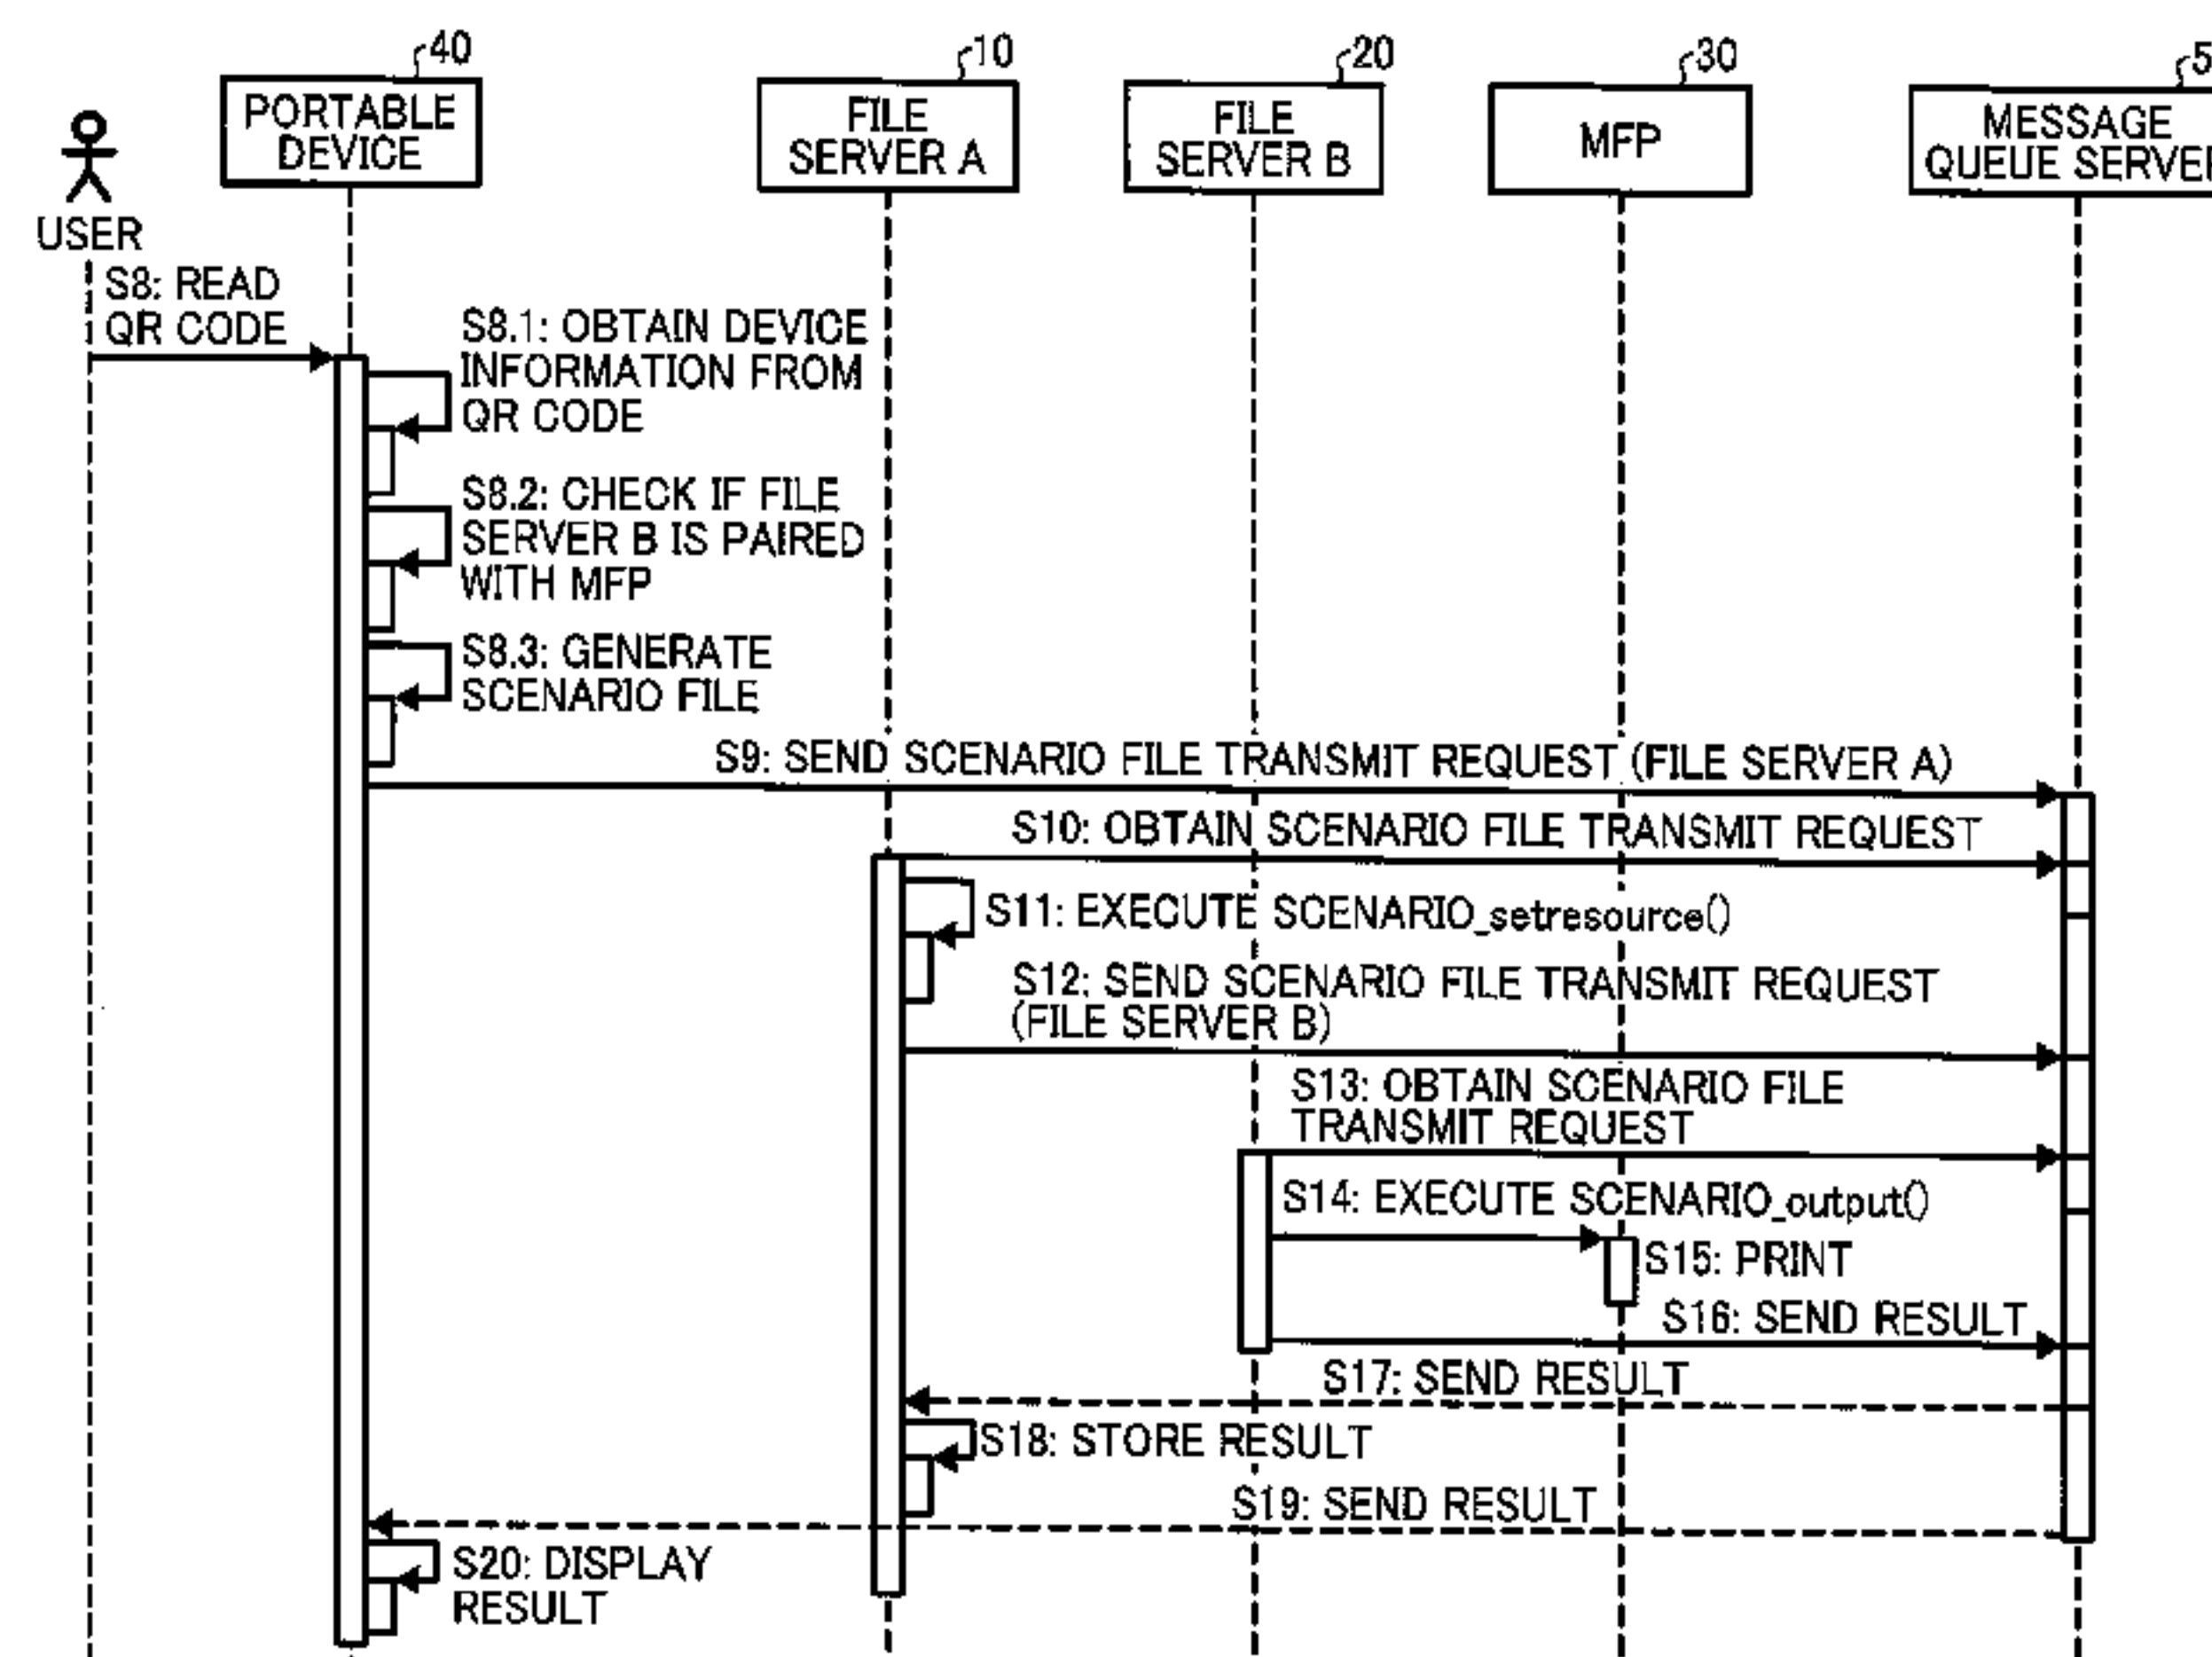 40
10
20
30
5
PORTABLE
DEVICE
FILE
SERVER A
FILE
SERVER B
MFP
MESSAGE
QUEUE SERVER
USER
S8: READ
QR CODE
S8.1: OBTAIN DEVICE
INFORMATION FROM
QR CODE
S8.2: CHECK IF FILE
SERVER B IS PAIRED
WITH MFP
S8.3: GENERATE
SCENARIO FILE
S9: SEND SCENARIO FILE TRANSMIT REQUEST (FILE SERVER A)
S10: OBTAIN SCENARIO FILE TRANSMIT REQUEST
S11: EXECUTE SCENARIO_setresource()
S12: SEND SCENARIO FILE TRANSMIT REQUEST
(FILE SERVER B)
S13: OBTAIN SCENARIO FILE
TRANSMIT REQUEST
S14: EXECUTE SCENARIO_output()
S15: PRINT
S16: SEND RESULT
S17: SEND RESULT
S18: STORE RESULT
S19: SEND RESULT
S20: DISPLAY
RESULT